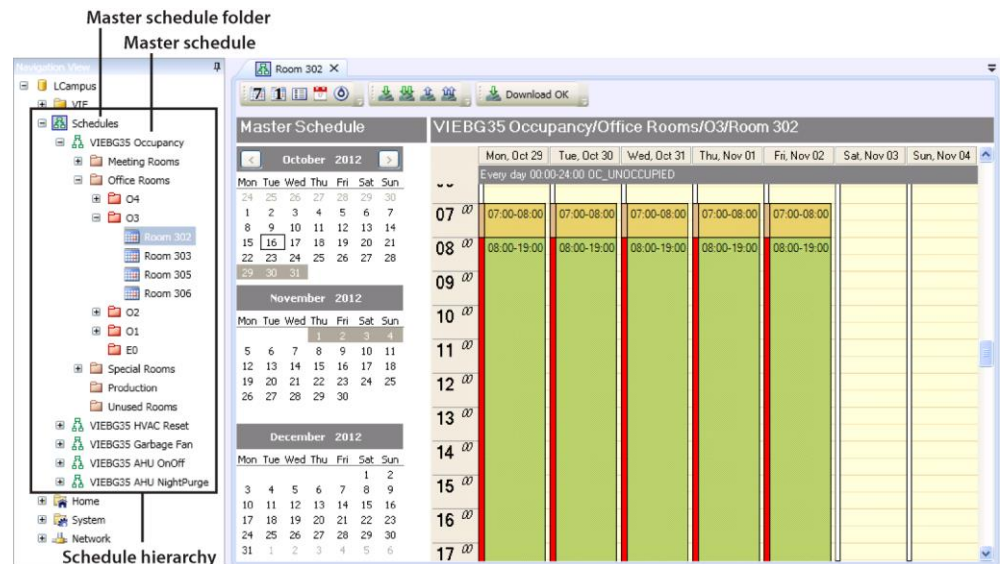 Master schedule folder
Master schedule
Navigation View
LCampus
VIE
Schedules
VIEBG35 Occupancy
Meeting Rooms
Office Rooms
O4
O3
Room 302
Room 303
Room 305
Room 306
O2
O1
E0
Special Rooms
Production
Unused Rooms
VIEBG35 HVAC Reset
VIEBG35 Garbage Fan
VIEBG35 AHU OnOff
VIEBG35 AHU NightPurge
Home
System
Network
Schedule hierarchy
Room 302
7 1 Download OK
Master Schedule
October 2012
Mon Tue Wed Thu Fri Sat Sun
24 25 26 27 28 29 30
1 2 3 4 5 6 7
8 9 10 11 12 13 14
15 16 17 18 19 20 21
22 23 24 25 26 27 28
29 30 31
November 2012
Mon Tue Wed Thu Fri Sat Sun
1 2 3 4
5 6 7 8 9 10 11
12 13 14 15 16 17 18
19 20 21 22 23 24 25
26 27 28 29 30
December 2012
Mon Tue Wed Thu Fri Sat Sun
1 2
3 4 5 6 7 8 9
10 11 12 13 14 15 16
17 18 19 20 21 22 23
24 25 26 27 28 29 30
31 1 2 3 4 5 6
VIEBG35 Occupancy/Office Rooms/O3/Room 302
Mon, Oct 29 Tue, Oct 30 Wed, Oct 31 Thu, Nov 01 Fri, Nov 02 Sat, Nov 03 Sun, Nov 04
Every day 00:00-24:00 OC_UNOCCUPIED
07 00 07:00-08:00 07:00-08:00 07:00-08:00 07:00-08:00 07:00-08:00
08 00 08:00-19:00 08:00-19:00 08:00-19:00 08:00-19:00 08:00-19:00
09 00
10 00
11 00
12 00
13 00
14 00
15 00
16 00
17 00